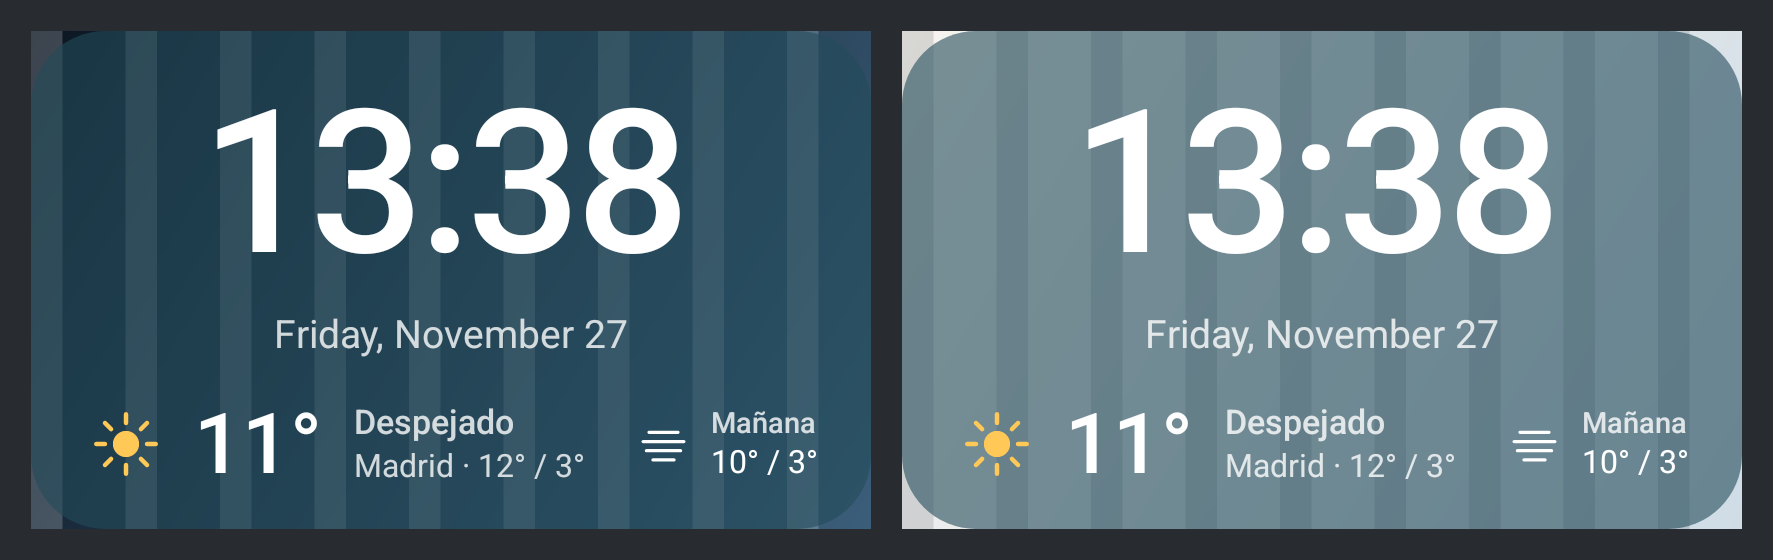 13:38
Friday, November 27
11°
Despejado
Madrid · 12° / 3°
Mañana
10° / 3°
13:38
Friday, November 27
11°
Despejado
Madrid · 12° / 3°
Mañana
10° / 3°